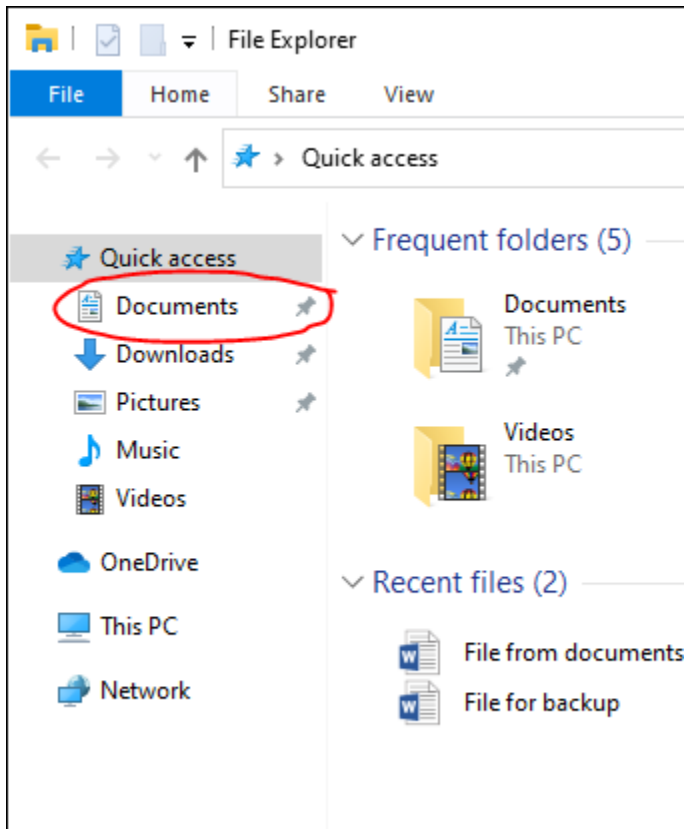 File Explorer
File Home Share View
Quick access
Quick access
Documents
Downloads
Pictures
Music
Videos
OneDrive
This PC
Network
Frequent folders (5)
Documents
This PC
Videos
This PC
Recent files (2)
File from documents
File for backup